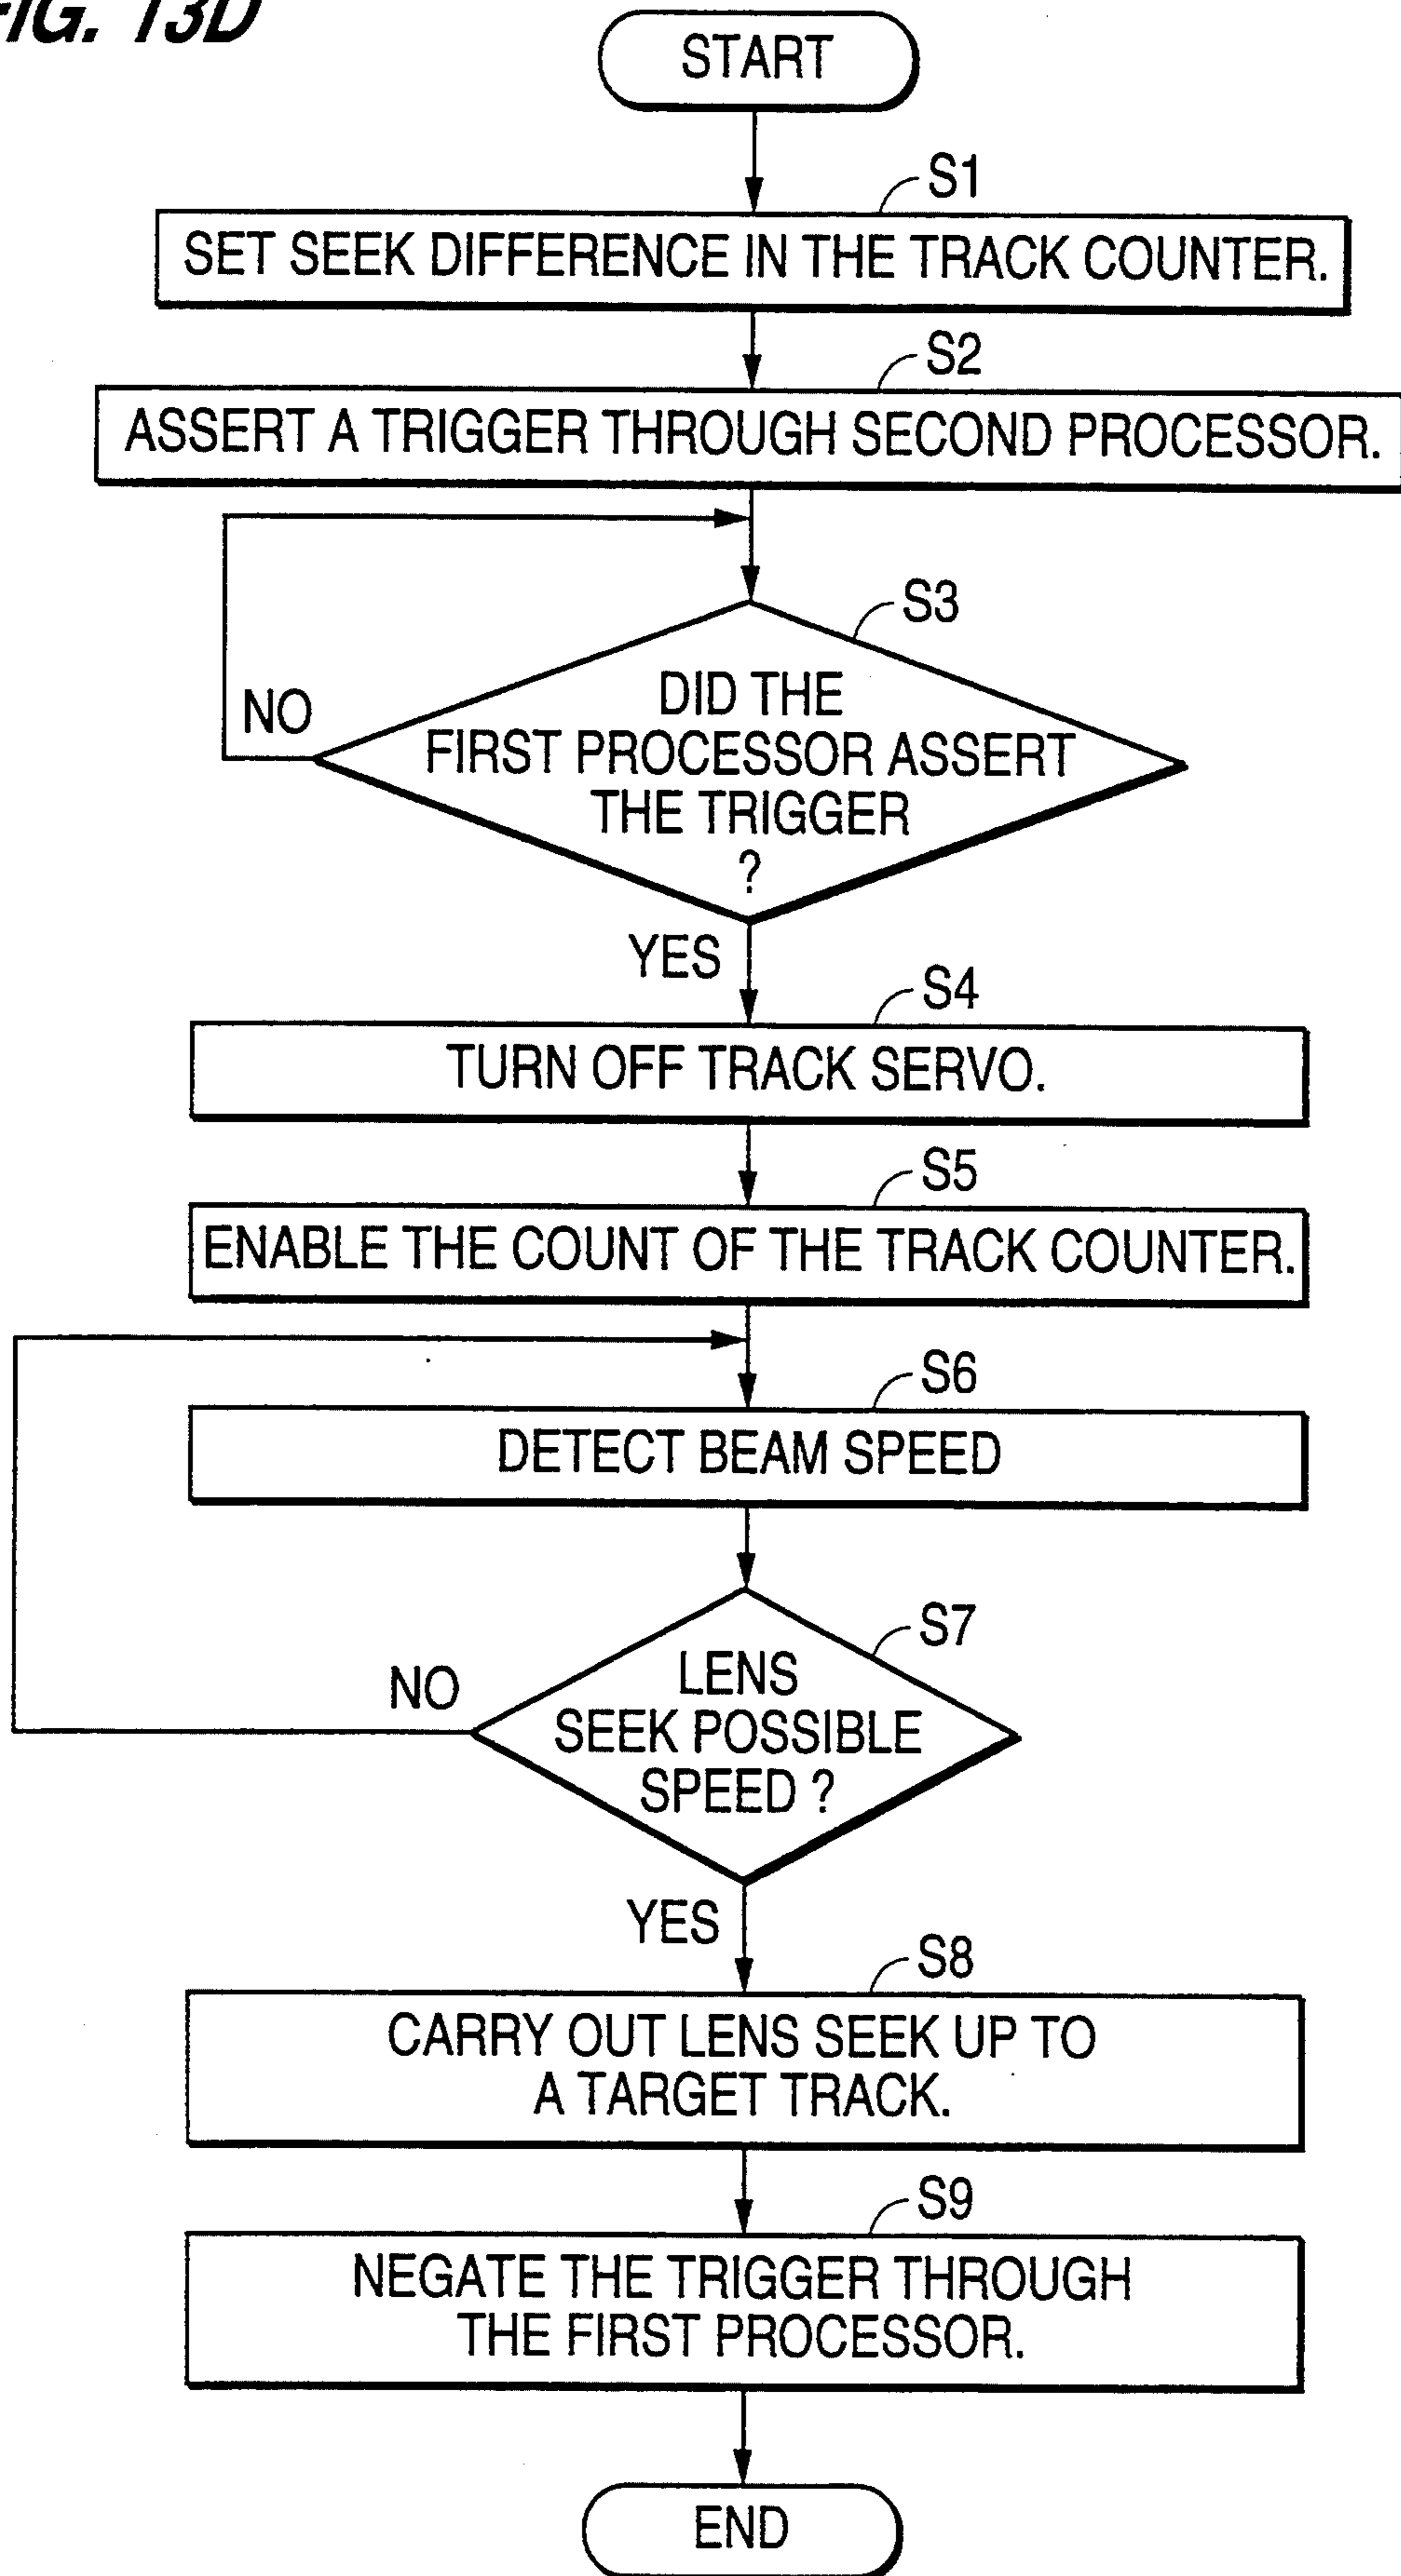 FIG. 13D
START
S1
SET SEEK DIFFERENCE IN THE TRACK COUNTER.
S2
ASSERT A TRIGGER THROUGH SECOND PROCESSOR.
S3
DID THE
FIRST PROCESSOR ASSERT
THE TRIGGER
?
NO
YES
S4
TURN OFF TRACK SERVO.
S5
ENABLE THE COUNT OF THE TRACK COUNTER.
S6
DETECT BEAM SPEED
S7
LENS
SEEK POSSIBLE
SPEED ?
NO
YES
S8
CARRY OUT LENS SEEK UP TO
A TARGET TRACK.
S9
NEGATE THE TRIGGER THROUGH
THE FIRST PROCESSOR.
END